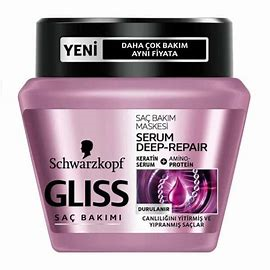 YENİ
DAHA ÇOK BAKIM
AYNI FİYATA
SAÇ BAKIM
MASKESİ
SERUM
DEEP-REPAIR
KERATİN
SERUM
+
AMINO-
PROTEIN
Schwarzkopf
GLISS
SAÇ BAKIMI
DURULANIR
CANLILIĞINI YİTİRMİŞ VE
YIPRANMIŞ SAÇLAR